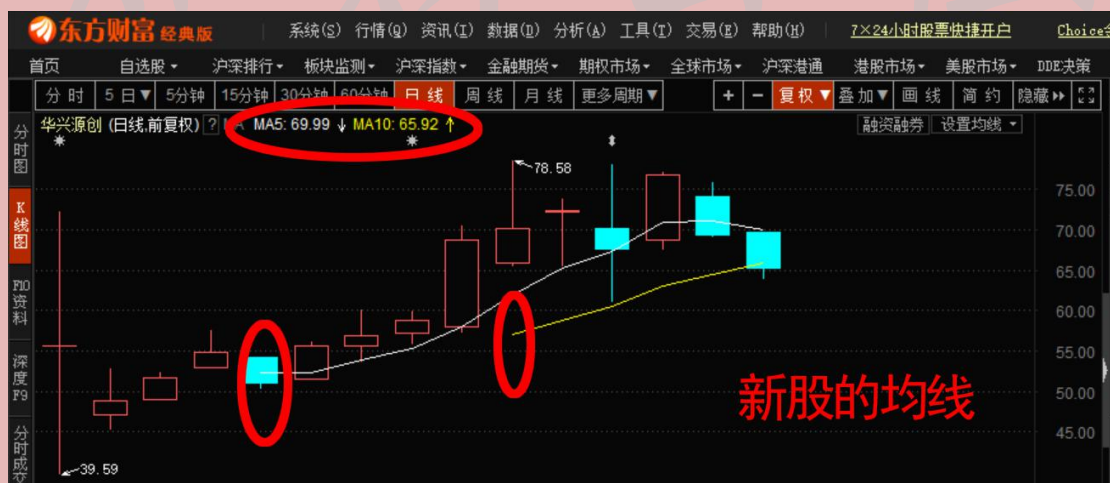 东方财富 经典版 系统(S) 行情(Q) 资讯(I) 数据(D) 分析(A) 工具(T) 交易(E) 帮助(H) 7×24小时股票快捷开户 Choice
首页 自选股 沪深排行 板块监测 沪深指数 金融期货 期权市场 全球市场 沪深港通 港股市场 美股市场 DDE决策
分时 5日 5分钟 15分钟 30分钟 60分钟 日线 周线 月线 更多周期 + - 复权 叠加 画线 简约 隐藏
华兴源创 (日线,前复权) ? MA MA5: 69.99 ↓ MA10: 65.92 ↑ 融资融券 设置均线
分时图
K线图
F10资料
深度F9
分时成交
78.58
39.59
75.00
70.00
65.00
60.00
55.00
50.00
45.00
新股的均线